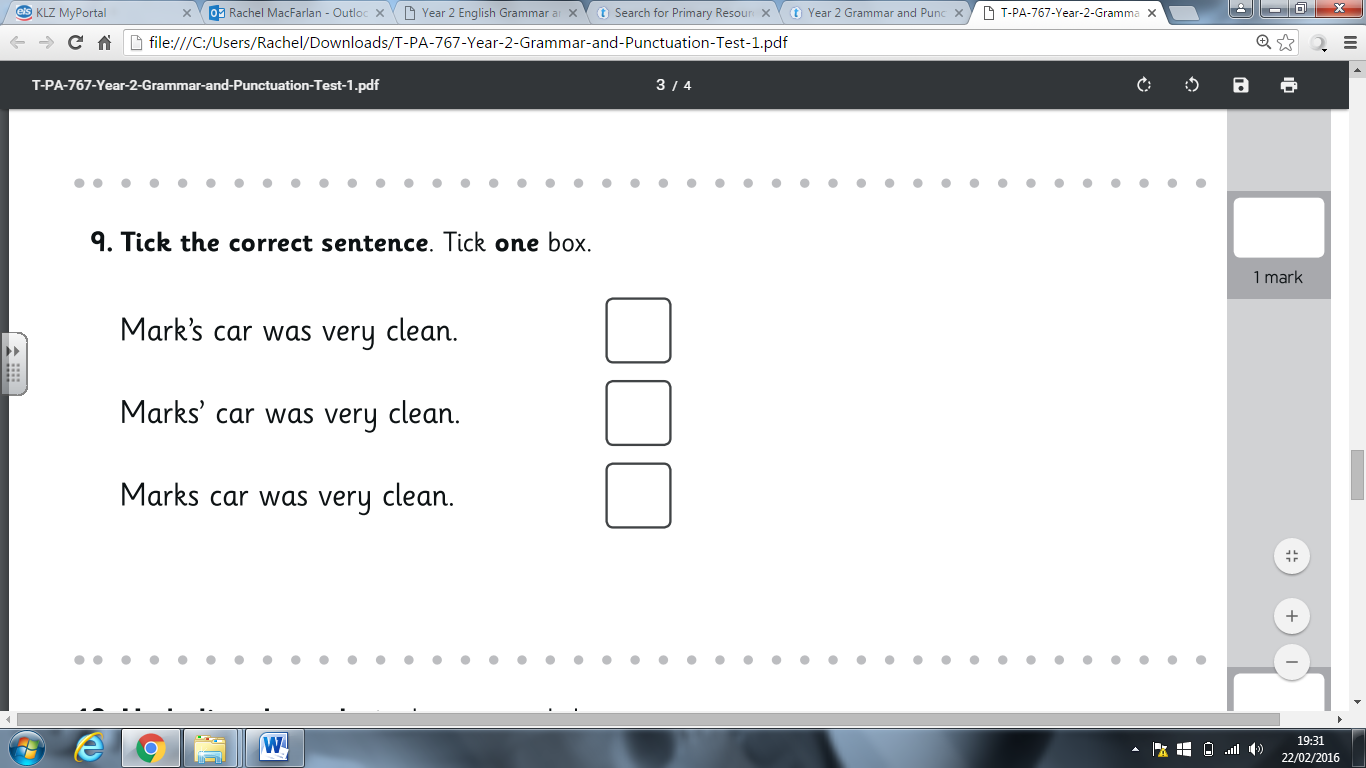 KLZ MyPortal
Rachel MacFarlan - Outloo
Year 2 English Grammar a
Search for Primary Resour
Year 2 Grammar and Punc
T-PA-767-Year-2-Gramma
file:///C:/Users/Rachel/Downloads/T-PA-767-Year-2-Grammar-and-Punctuation-Test-1.pdf
T-PA-767-Year-2-Grammar-and-Punctuation-Test-1.pdf
3 / 4
9. Tick the correct sentence. Tick one box.
1 mark
Mark’s car was very clean.
Marks’ car was very clean.
Marks car was very clean.
19:31
22/02/2016